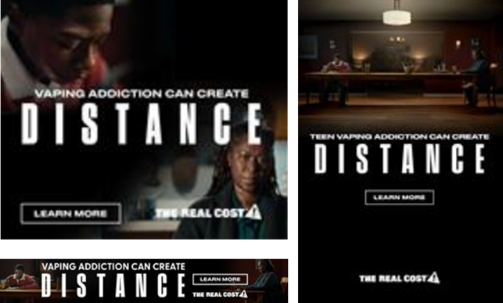 VAPING ADDICTION CAN CREATE
DISTANCE
LEARN MORE
THE REAL COST
TEEN VAPING ADDICTION CAN CREATE
DISTANCE
LEARN MORE
THE REAL COST
VAPING ADDICTION CAN CREATE
DISTANCE
LEARN MORE
THE REAL COST